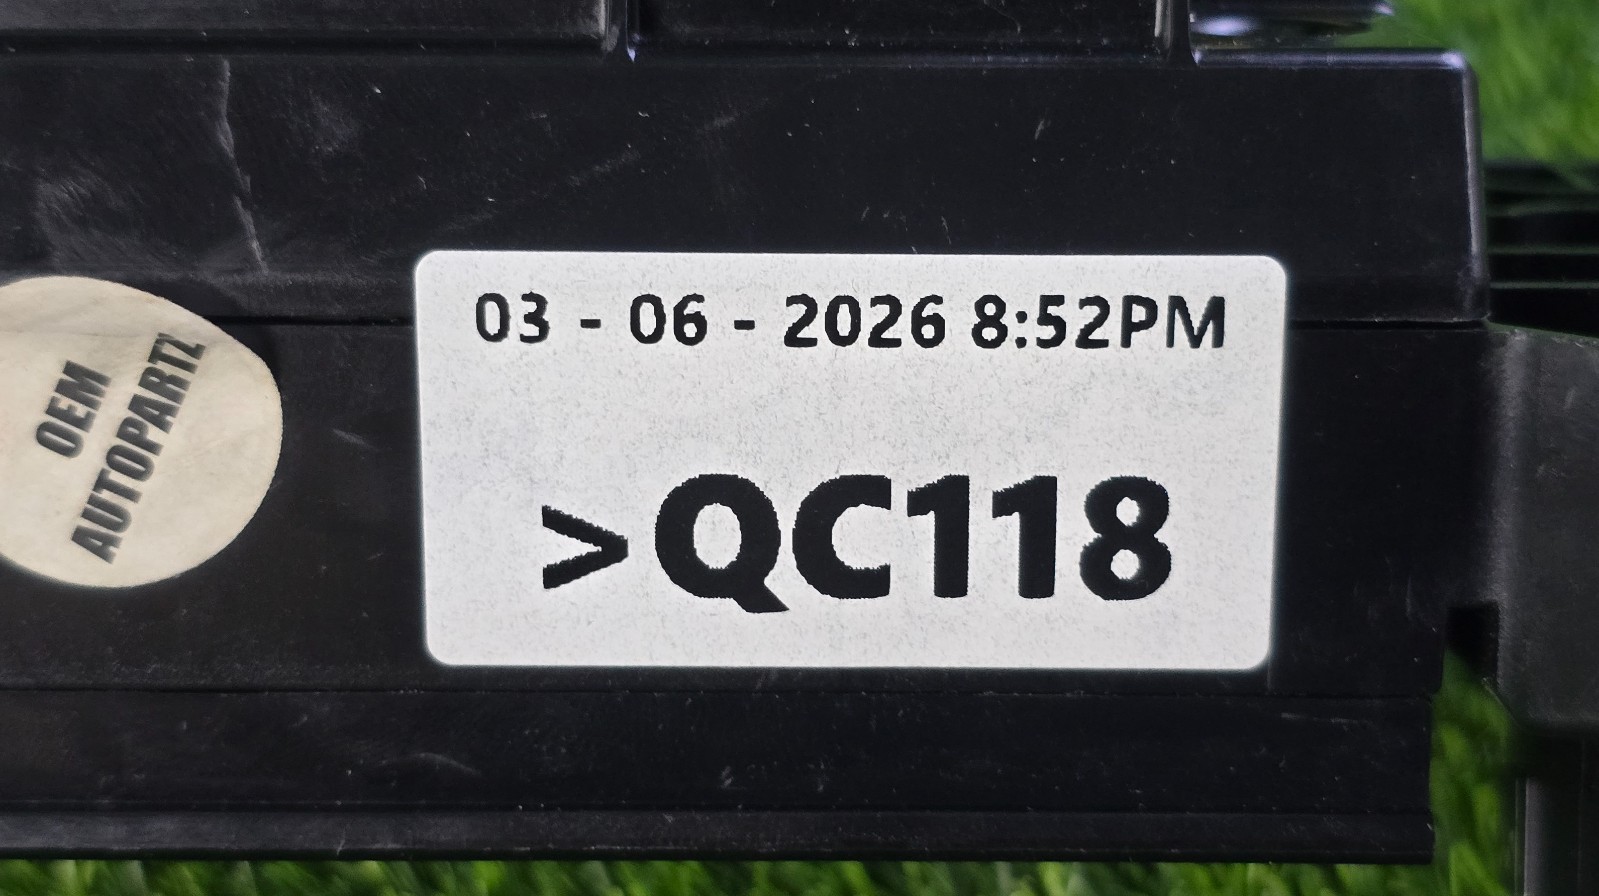 OEM
AUTOPARTZ
03 - 06 - 2026 8:52PM
>QC118